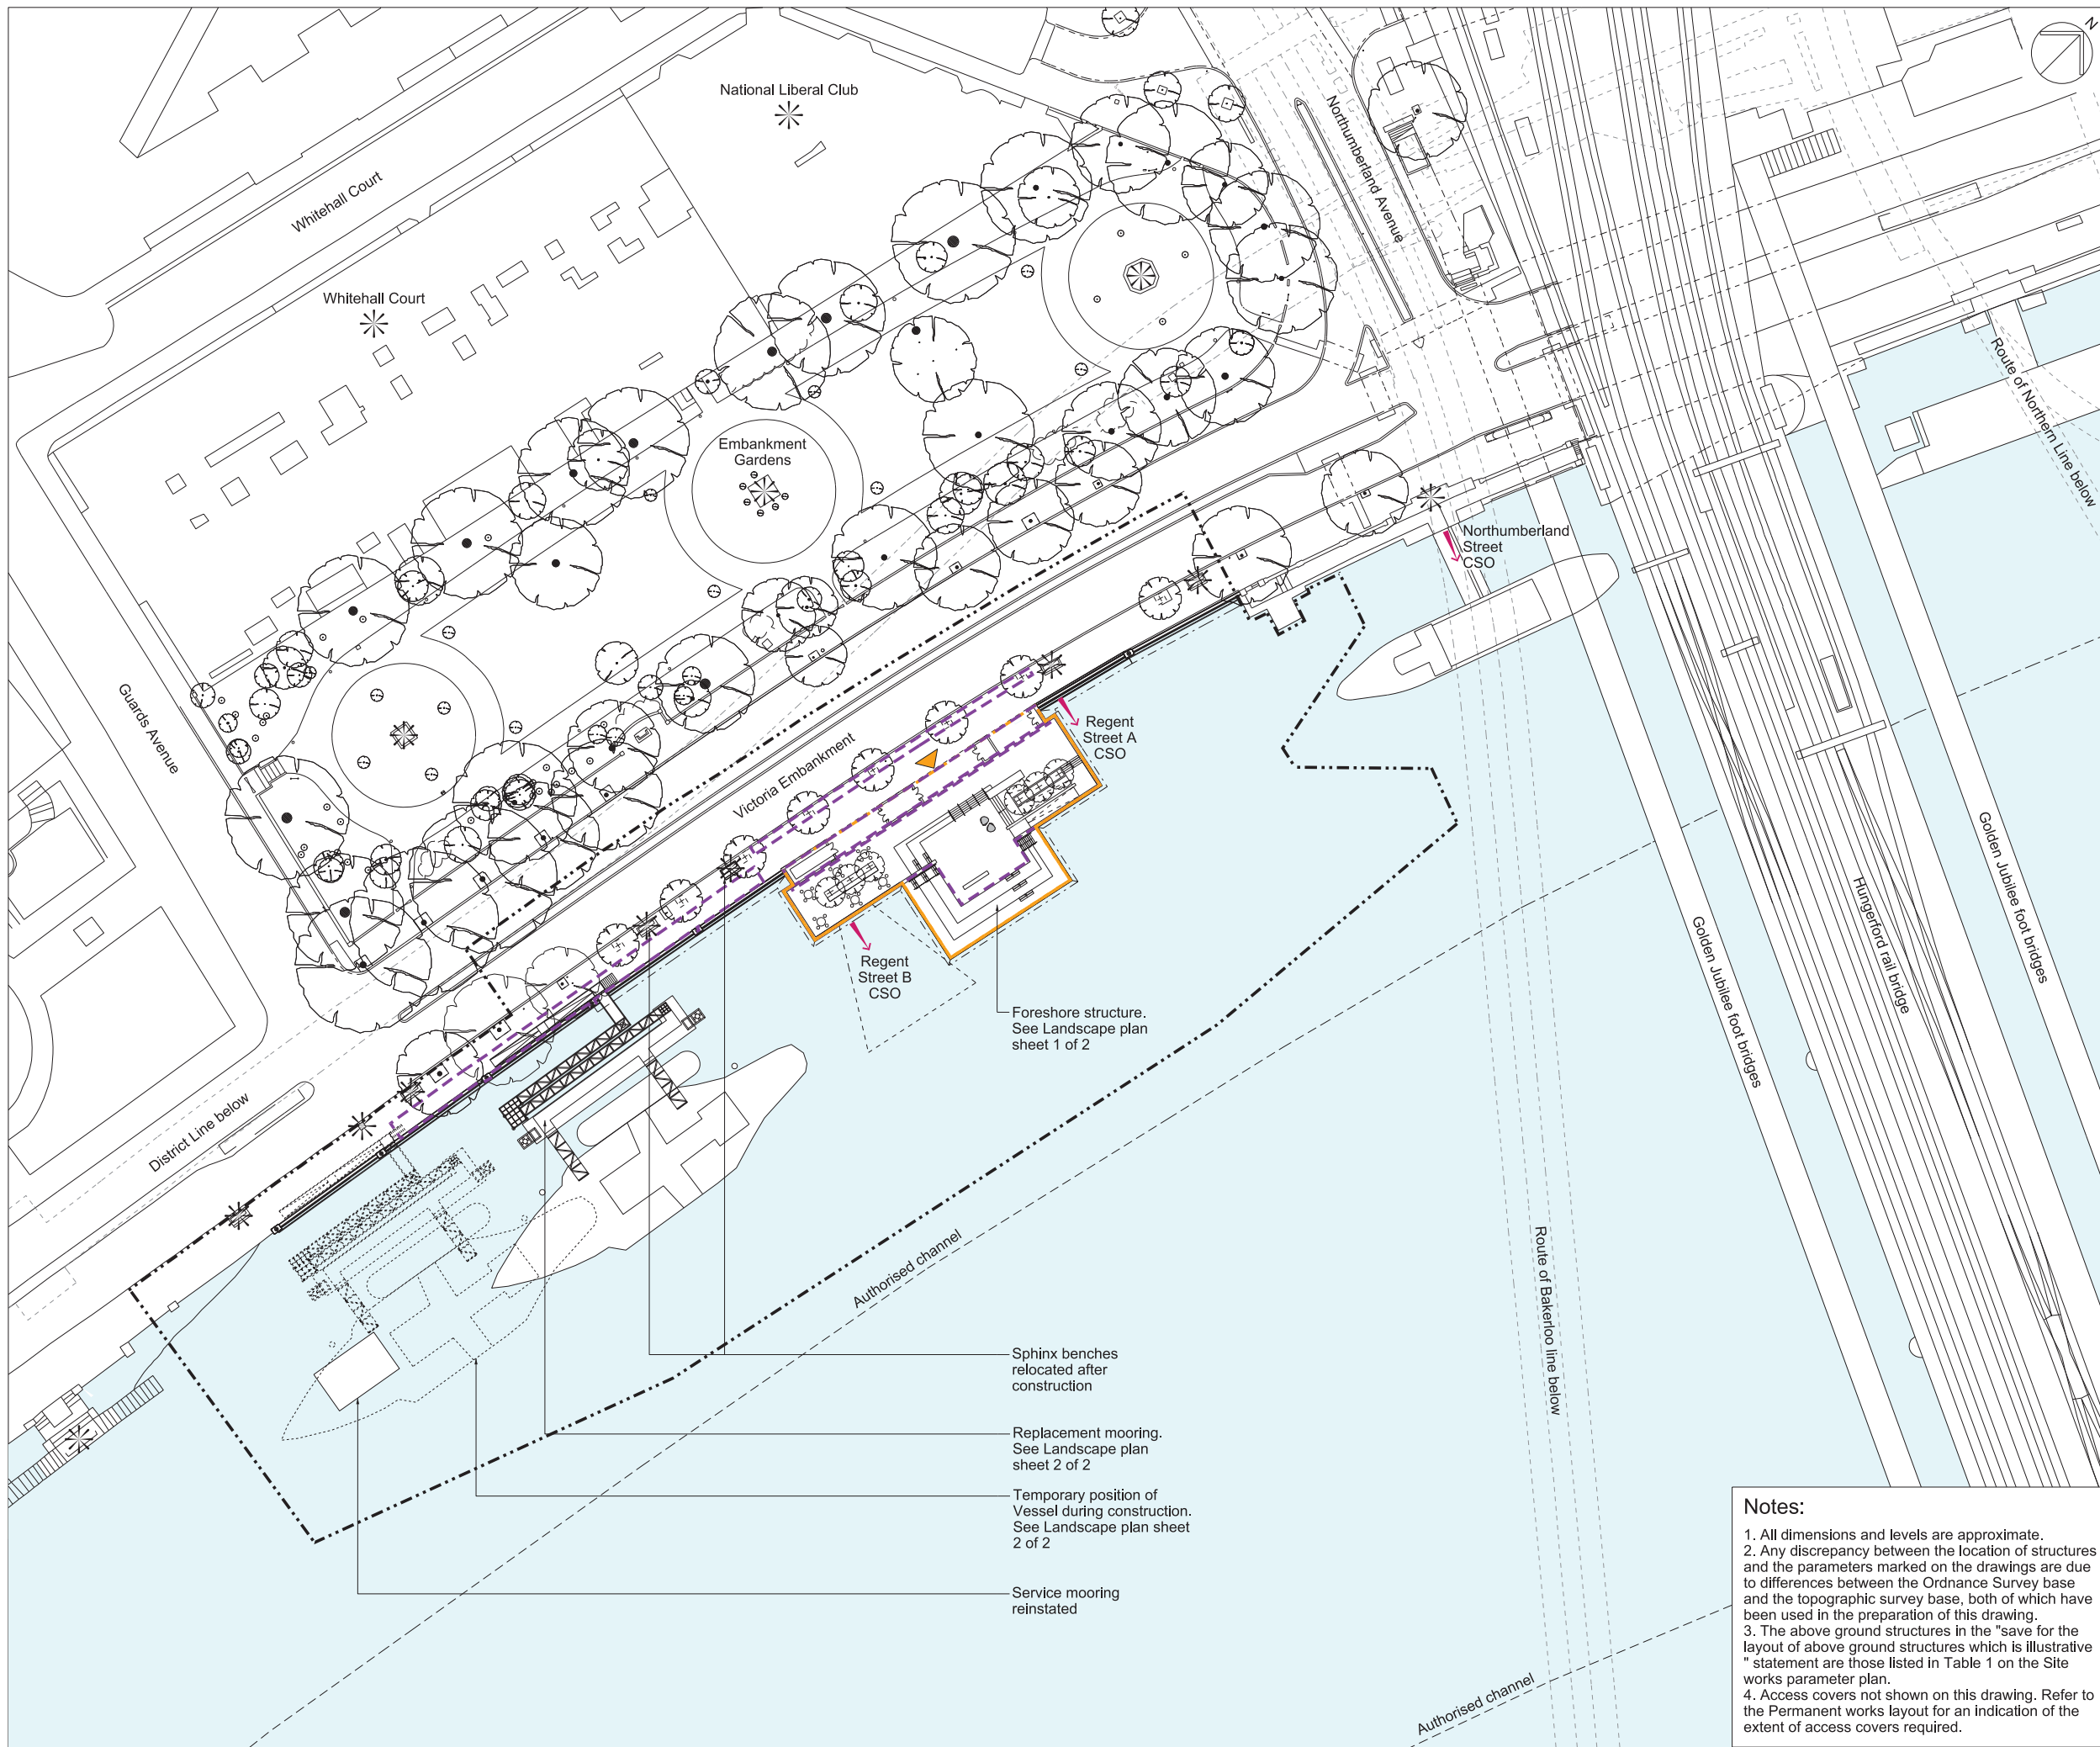 N
National Liberal Club
Whitehall Court
Northumberland Avenue
Whitehall Court
Route of Northern Line below
Embankment
Gardens
Northumberland
Street
CSO
Guards Avenue
Regent
Street A
CSO
Victoria Embankment
Golden Jubilee foot bridges
Hungerford rail bridge
Golden Jubilee foot bridges
Regent
Street B
CSO
Foreshore structure.
See Landscape plan
sheet 1 of 2
District Line below
Authorised channel
Route of Bakerloo line below
Sphinx benches
relocated after
construction
Replacement mooring.
See Landscape plan
sheet 2 of 2
Temporary position of
Vessel during construction.
See Landscape plan sheet
2 of 2
Service mooring
reinstated
Authorised channel
Notes:
1. All dimensions and levels are approximate.
2. Any discrepancy between the location of structures
and the parameters marked on the drawings are due
to differences between the Ordnance Survey base
and the topographic survey base, both of which have
been used in the preparation of this drawing.
3. The above ground structures in the "save for the
layout of above ground structures which is illustrative
" statement are those listed in Table 1 on the Site
works parameter plan.
4. Access covers not shown on this drawing. Refer to
the Permanent works layout for an indication of the
extent of access covers required.